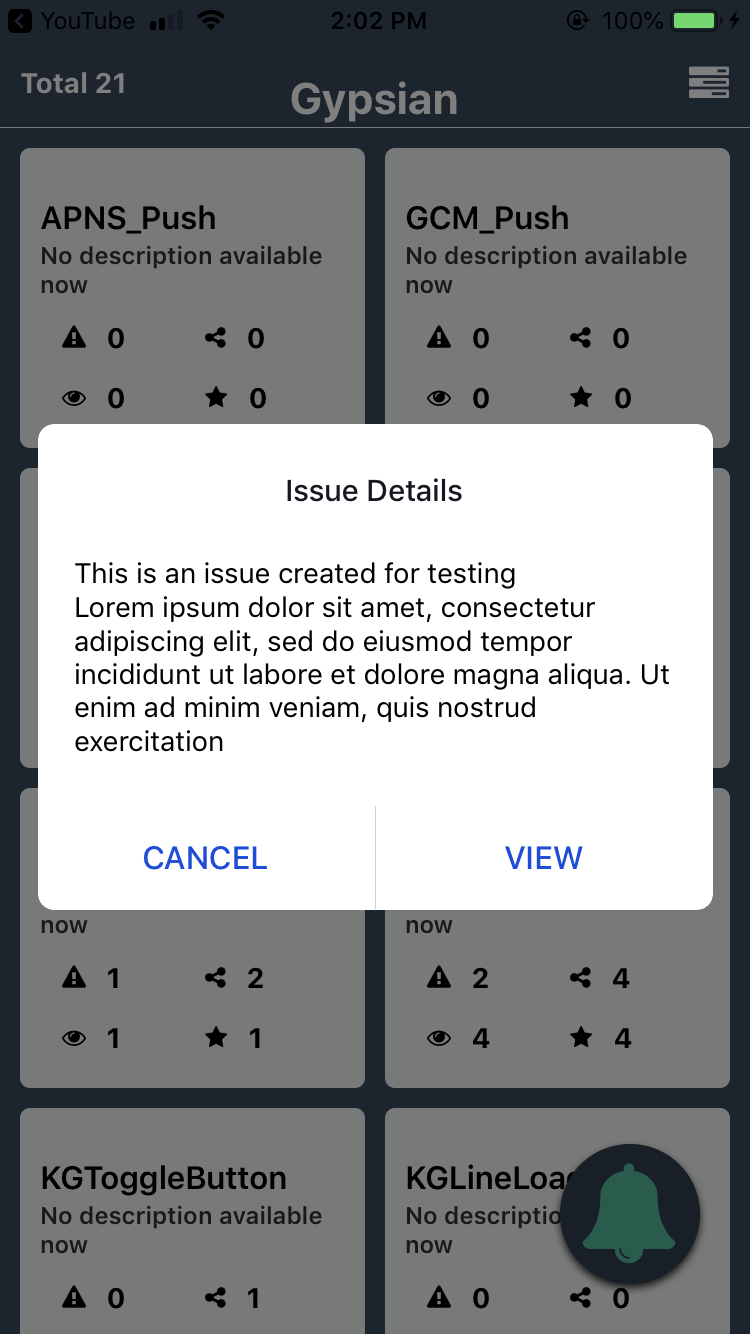 YouTube 2:02 PM 100%
Total 21
Gypsian
APNS_Push GCM_Push
No description available No description available
now now
0 0 0 0
0 0 0 0
Issue Details
This is an issue created for testing
Lorem ipsum dolor sit amet, consectetur
adipiscing elit, sed do eiusmod tempor
incididunt ut labore et dolore magna aliqua. Ut
enim ad minim veniam, quis nostrud
exercitation
CANCEL VIEW
now now
1 2 2 4
1 1 4 4
KGToggleButton KGLineLoa
No description available No descriptio
now now
0 1 0 0